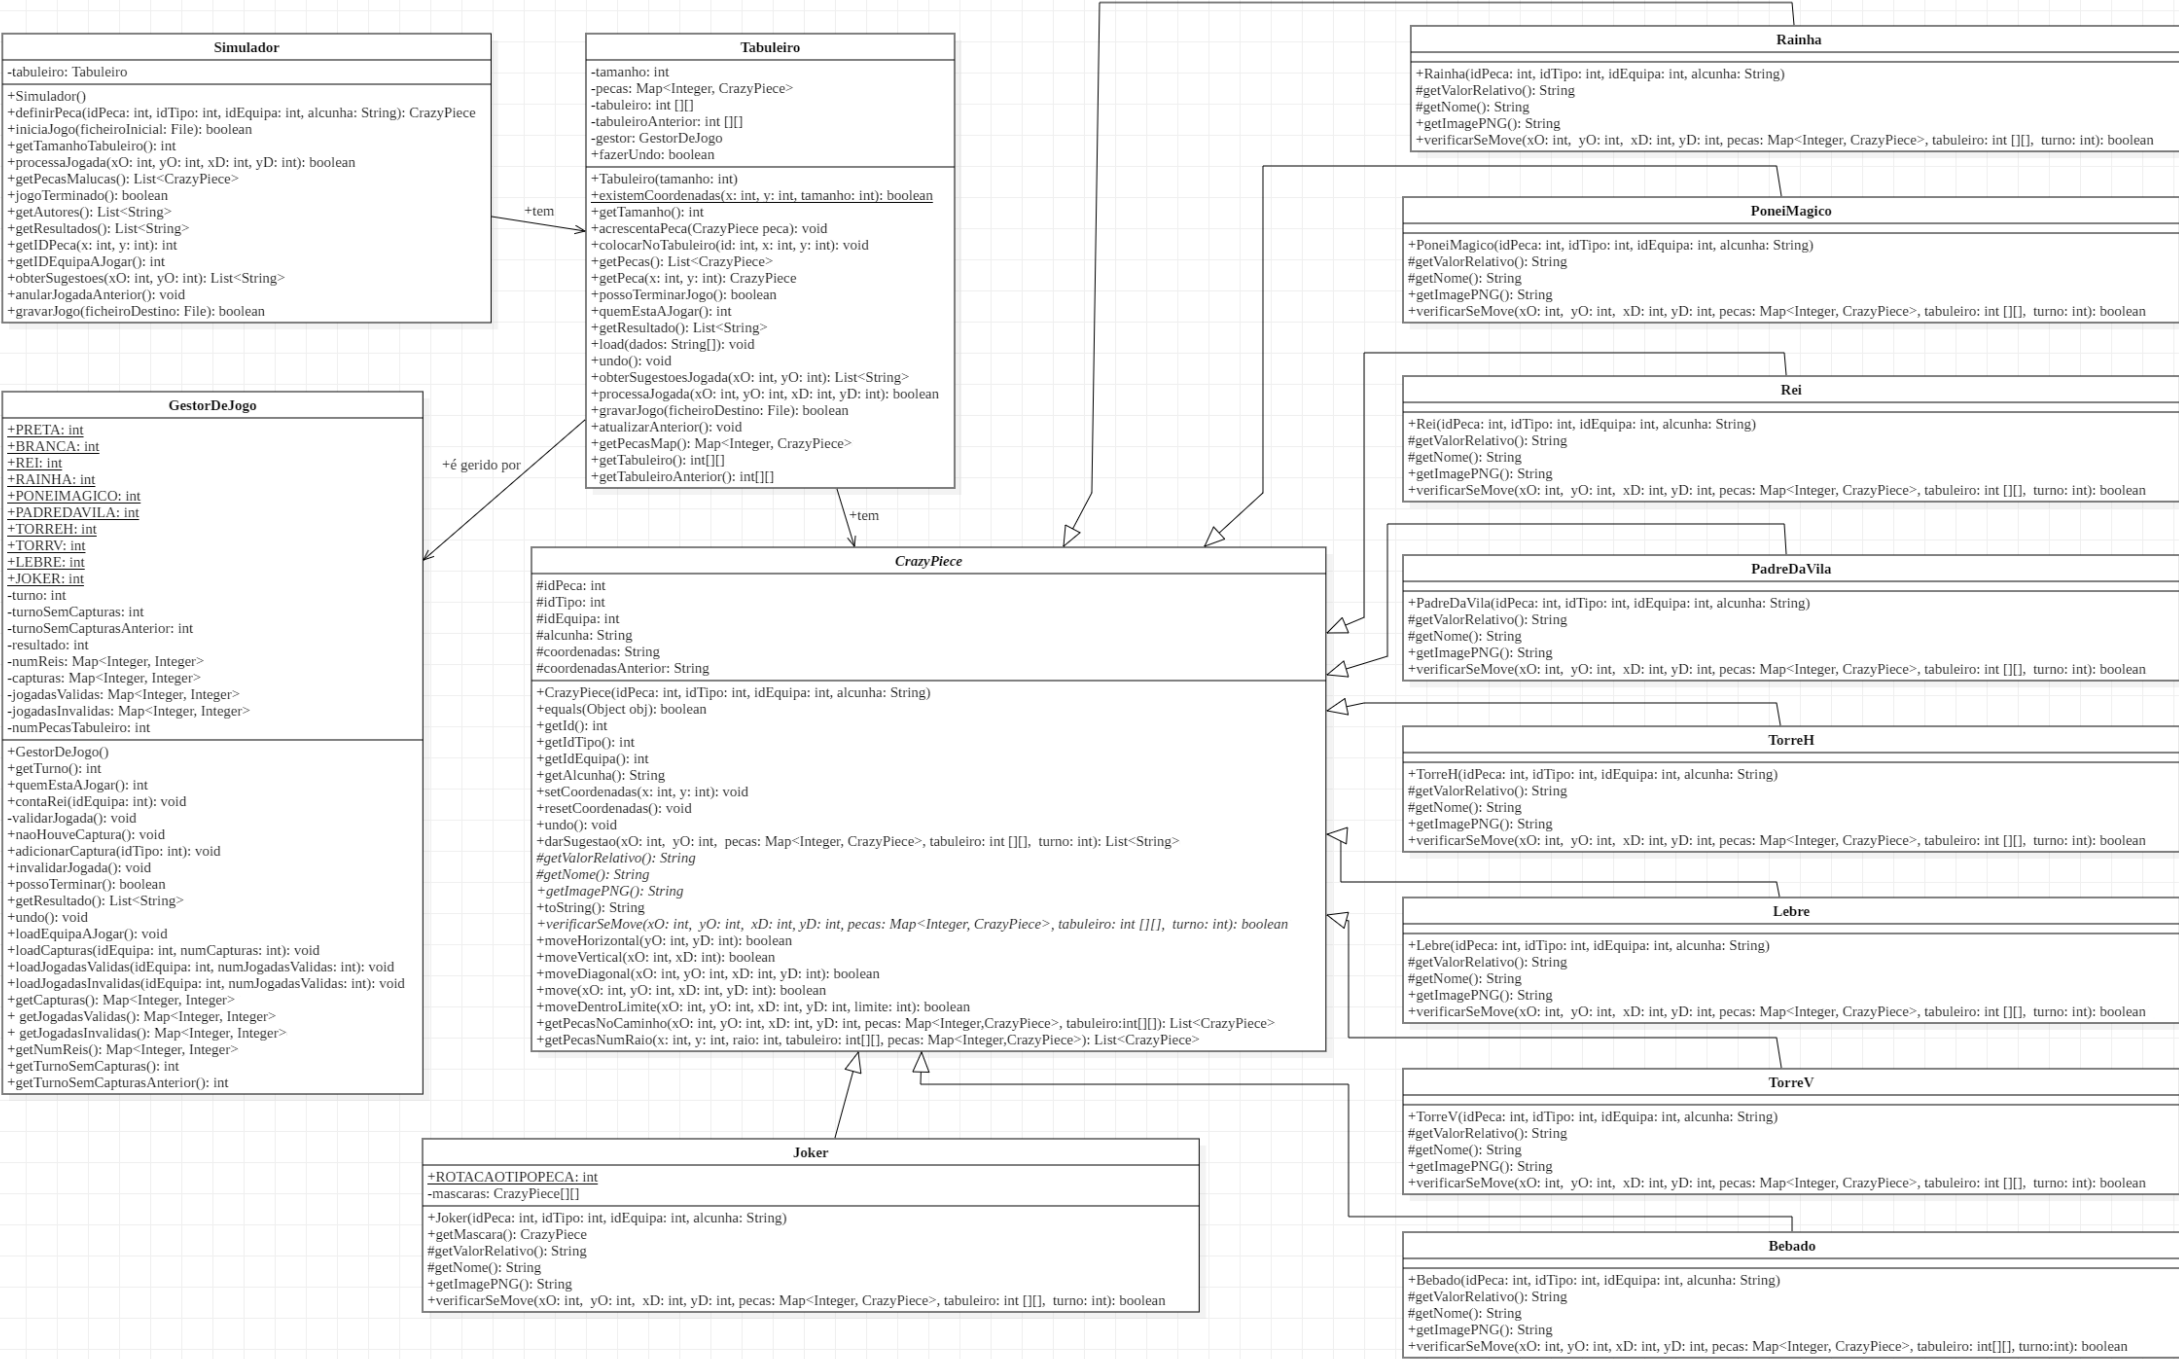 Simulador
-tabuleiro: Tabuleiro
+Simulador()
+definirPeca(idPeca: int, idTipo: int, idEquipa: int, alcunha: String): CrazyPiece
+iniciaJogo(ficheiroInicial: File): boolean
+getTamanhoTabuleiro(): int
+processaJogada(xO: int, yO: int, xD: int, yD: int): boolean
+getPecasMalucas(): List<CrazyPiece>
+jogoTerminado(): boolean
+getAutores(): List<String>
+getResultados(): List<String>
+getIDPeca(x: int, y: int): int
+getIDEquipaAJogar(): int
+obterSugestoes(xO: int, yO: int): List<String>
+anularJogadaAnterior(): void
+gravarJogo(ficheiroDestino: File): boolean
+tem
Tabuleiro
-tamanho: int
-pecas: Map<Integer, CrazyPiece>
-tabuleiro: int [][]
-tabuleiroAnterior: int [][]
-gestor: GestorDeJogo
+fazerUndo: boolean
+Tabuleiro(tamanho: int)
+existemCoordenadas(x: int, y: int, tamanho: int): boolean
+getTamanho(): int
+acrescentaPeca(CrazyPiece peca): void
+colocarNoTabuleiro(id: int, x: int, y: int): void
+getPecas(): List<CrazyPiece>
+getPeca(x: int, y: int): CrazyPiece
+possoTerminarJogo(): boolean
+quemEstaAJogar(): int
+getResultado(): List<String>
+load(dados: String[]): void
+undo(): void
+obterSugestoesJogada(xO: int, yO: int): List<String>
+processaJogada(xO: int, yO: int, xD: int, yD: int): boolean
+gravarJogo(ficheiroDestino: File): boolean
+atualizarAnterior(): void
+getPecasMap(): Map<Integer, CrazyPiece>
+getTabuleiro(): int[][]
+getTabuleiroAnterior(): int[][]
+é gerido por
+tem
GestorDeJogo
+PRETA: int
+BRANCA: int
+REI: int
+RAINHA: int
+PONEIMAGICO: int
+PADREDAVILA: int
+TORREH: int
+TORRV: int
+LEBRE: int
+JOKER: int
-turno: int
-turnoSemCapturas: int
-turnoSemCapturasAnterior: int
-resultado: int
-numReis: Map<Integer, Integer>
-capturas: Map<Integer, Integer>
-jogadasValidas: Map<Integer, Integer>
-jogadasInvalidas: Map<Integer, Integer>
-numPecasTabuleiro: int
+GestorDeJogo()
+getTurno(): int
+quemEstaAJogar(): int
+contaRei(idEquipa: int): void
-validarJogada(): void
+naoHouveCaptura(): void
+adicionarCaptura(idTipo: int): void
+invalidarJogada(): void
+possoTerminar(): boolean
+getResultado(): List<String>
+undo(): void
+loadEquipaAJogar(): void
+loadCapturas(idEquipa: int, numCapturas: int): void
+loadJogadasValidas(idEquipa: int, numJogadasValidas: int): void
+loadJogadasInvalidas(idEquipa: int, numJogadasValidas: int): void
+getCapturas(): Map<Integer, Integer>
+ getJogadasValidas(): Map<Integer, Integer>
+ getJogadasInvalidas(): Map<Integer, Integer>
+getNumReis(): Map<Integer, Integer>
+getTurnoSemCapturas(): int
+getTurnoSemCapturasAnterior(): int
CrazyPiece
#idPeca: int
#idTipo: int
#idEquipa: int
#alcunha: String
#coordenadas: String
#coordenadasAnterior: String
+CrazyPiece(idPeca: int, idTipo: int, idEquipa: int, alcunha: String)
+equals(Object obj): boolean
+getId(): int
+getIdTipo(): int
+getIdEquipa(): int
+getAlcunha(): String
+setCoordenadas(x: int, y: int): void
+resetCoordenadas(): void
+undo(): void
+darSugestao(xO: int,  yO: int,  pecas: Map<Integer, CrazyPiece>, tabuleiro: int [][],  turno: int): List<String>
#getValorRelativo(): String
#getNome(): String
+getImagePNG(): String
+toString(): String
+verificarSeMove(xO: int,  yO: int,  xD: int, yD: int, pecas: Map<Integer, CrazyPiece>, tabuleiro: int [][],  turno: int): boolean
+moveHorizontal(yO: int, yD: int): boolean
+moveVertical(xO: int, xD: int): boolean
+moveDiagonal(xO: int, yO: int, xD: int, yD: int): boolean
+move(xO: int, yO: int, xD: int, yD: int): boolean
+moveDentroLimite(xO: int, yO: int, xD: int, yD: int, limite: int): boolean
+getPecasNoCaminho(xO: int, yO: int, xD: int, yD: int, pecas: Map<Integer,CrazyPiece>, tabuleiro:int[][]): List<CrazyPiece>
+getPecasNumRaio(x: int, y: int, raio: int, tabuleiro: int[][], pecas: Map<Integer,CrazyPiece>): List<CrazyPiece>
Joker
+ROTACAOTIPOPECA: int
-mascaras: CrazyPiece[][]
+Joker(idPeca: int, idTipo: int, idEquipa: int, alcunha: String)
+getMascara(): CrazyPiece
#getValorRelativo(): String
#getNome(): String
+getImagePNG(): String
+verificarSeMove(xO: int,  yO: int,  xD: int, yD: int, pecas: Map<Integer, CrazyPiece>, tabuleiro: int [][],  turno: int): boolean
Rainha
+Rainha(idPeca: int, idTipo: int, idEquipa: int, alcunha: String)
#getValorRelativo(): String
#getNome(): String
+getImagePNG(): String
+verificarSeMove(xO: int,  yO: int,  xD: int, yD: int, pecas: Map<Integer, CrazyPiece>, tabuleiro: int [][],  turno: int): boolean
PoneiMagico
+PoneiMagico(idPeca: int, idTipo: int, idEquipa: int, alcunha: String)
#getValorRelativo(): String
#getNome(): String
+getImagePNG(): String
+verificarSeMove(xO: int,  yO: int,  xD: int, yD: int, pecas: Map<Integer, CrazyPiece>, tabuleiro: int [][],  turno: int): boolean
Rei
+Rei(idPeca: int, idTipo: int, idEquipa: int, alcunha: String)
#getValorRelativo(): String
#getNome(): String
+getImagePNG(): String
+verificarSeMove(xO: int,  yO: int,  xD: int, yD: int, pecas: Map<Integer, CrazyPiece>, tabuleiro: int [][],  turno: int): boolean
PadreDaVila
+PadreDaVila(idPeca: int, idTipo: int, idEquipa: int, alcunha: String)
#getValorRelativo(): String
#getNome(): String
+getImagePNG(): String
+verificarSeMove(xO: int,  yO: int,  xD: int, yD: int, pecas: Map<Integer, CrazyPiece>, tabuleiro: int [][],  turno: int): boolean
TorreH
+TorreH(idPeca: int, idTipo: int, idEquipa: int, alcunha: String)
#getValorRelativo(): String
#getNome(): String
+getImagePNG(): String
+verificarSeMove(xO: int,  yO: int,  xD: int, yD: int, pecas: Map<Integer, CrazyPiece>, tabuleiro: int [][],  turno: int): boolean
Lebre
+Lebre(idPeca: int, idTipo: int, idEquipa: int, alcunha: String)
#getValorRelativo(): String
#getNome(): String
+getImagePNG(): String
+verificarSeMove(xO: int,  yO: int,  xD: int, yD: int, pecas: Map<Integer, CrazyPiece>, tabuleiro: int [][],  turno: int): boolean
TorreV
+TorreV(idPeca: int, idTipo: int, idEquipa: int, alcunha: String)
#getValorRelativo(): String
#getNome(): String
+getImagePNG(): String
+verificarSeMove(xO: int,  yO: int,  xD: int, yD: int, pecas: Map<Integer, CrazyPiece>, tabuleiro: int [][],  turno: int): boolean
Bebado
+Bebado(idPeca: int, idTipo: int, idEquipa: int, alcunha: String)
#getValorRelativo(): String
#getNome(): String
+getImagePNG(): String
+verificarSeMove(xO: int, yO: int, xD: int, yD: int, pecas: Map<Integer, CrazyPiece>, tabuleiro: int[][], turno:int): boolean